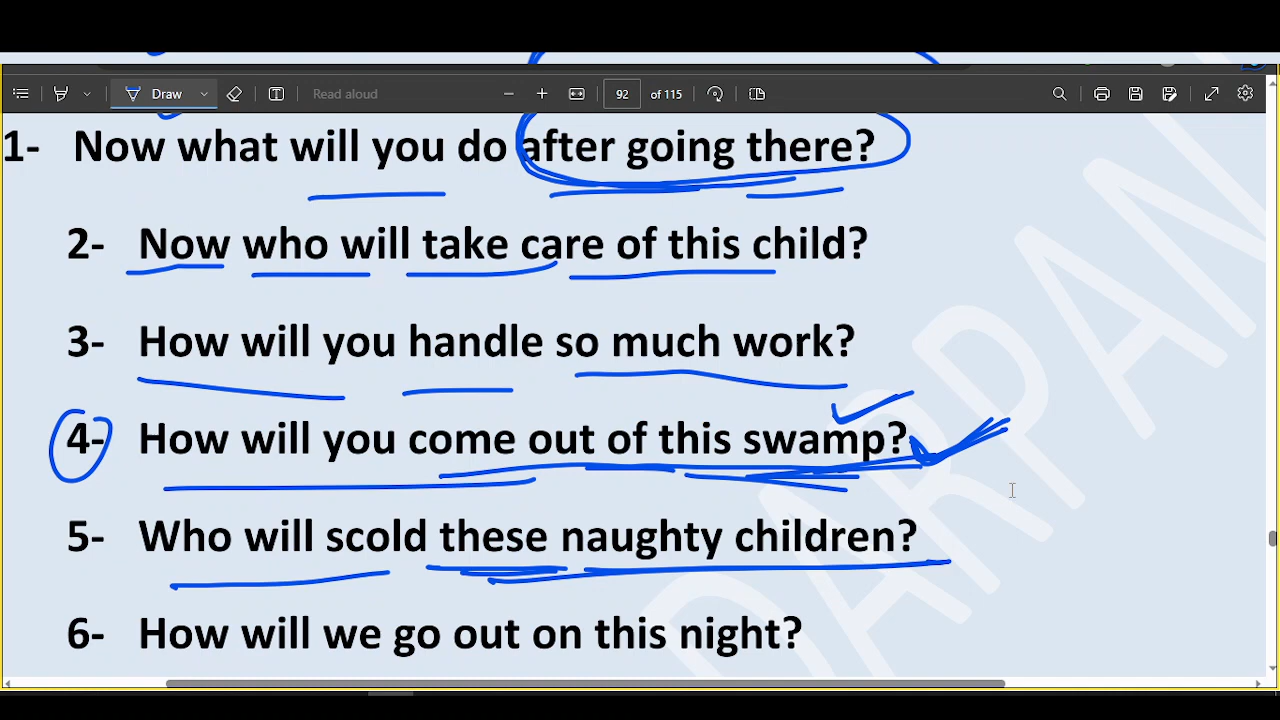 Draw
Read aloud
92 of 115
1- Now what will you do after going there?
2- Now who will take care of this child?
3- How will you handle so much work?
4- How will you come out of this swamp?
5- Who will scold these naughty children?
6- How will we go out on this night?
DARPAN